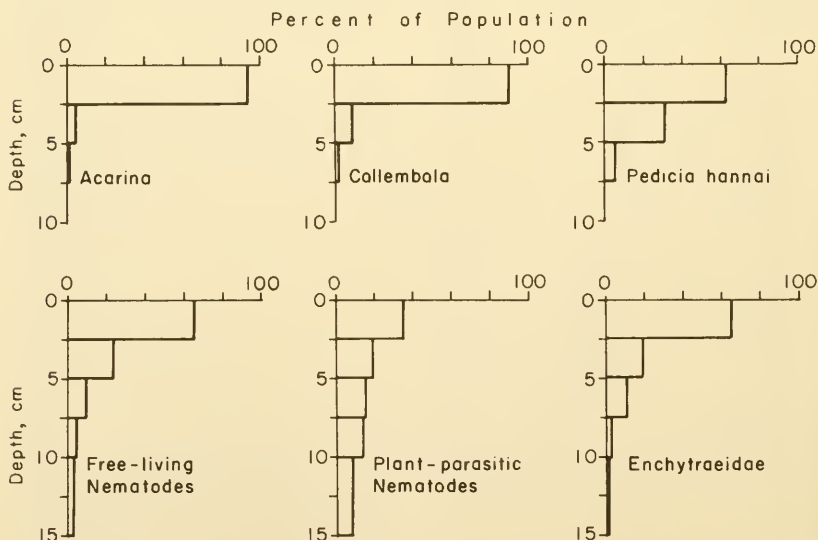 Percent of Population
0 100 0 100 0 100
0 0 0
Depth, cm
5 5 5
Acarina Collembola Pedicia hannai
10 10 10
0 100 0 100 0 100
0 0 0
Depth, cm
5 5 5
10 10 10
Free-living Plant-parasitic Enchytraeidae
Nematodes Nematodes
15 15 15